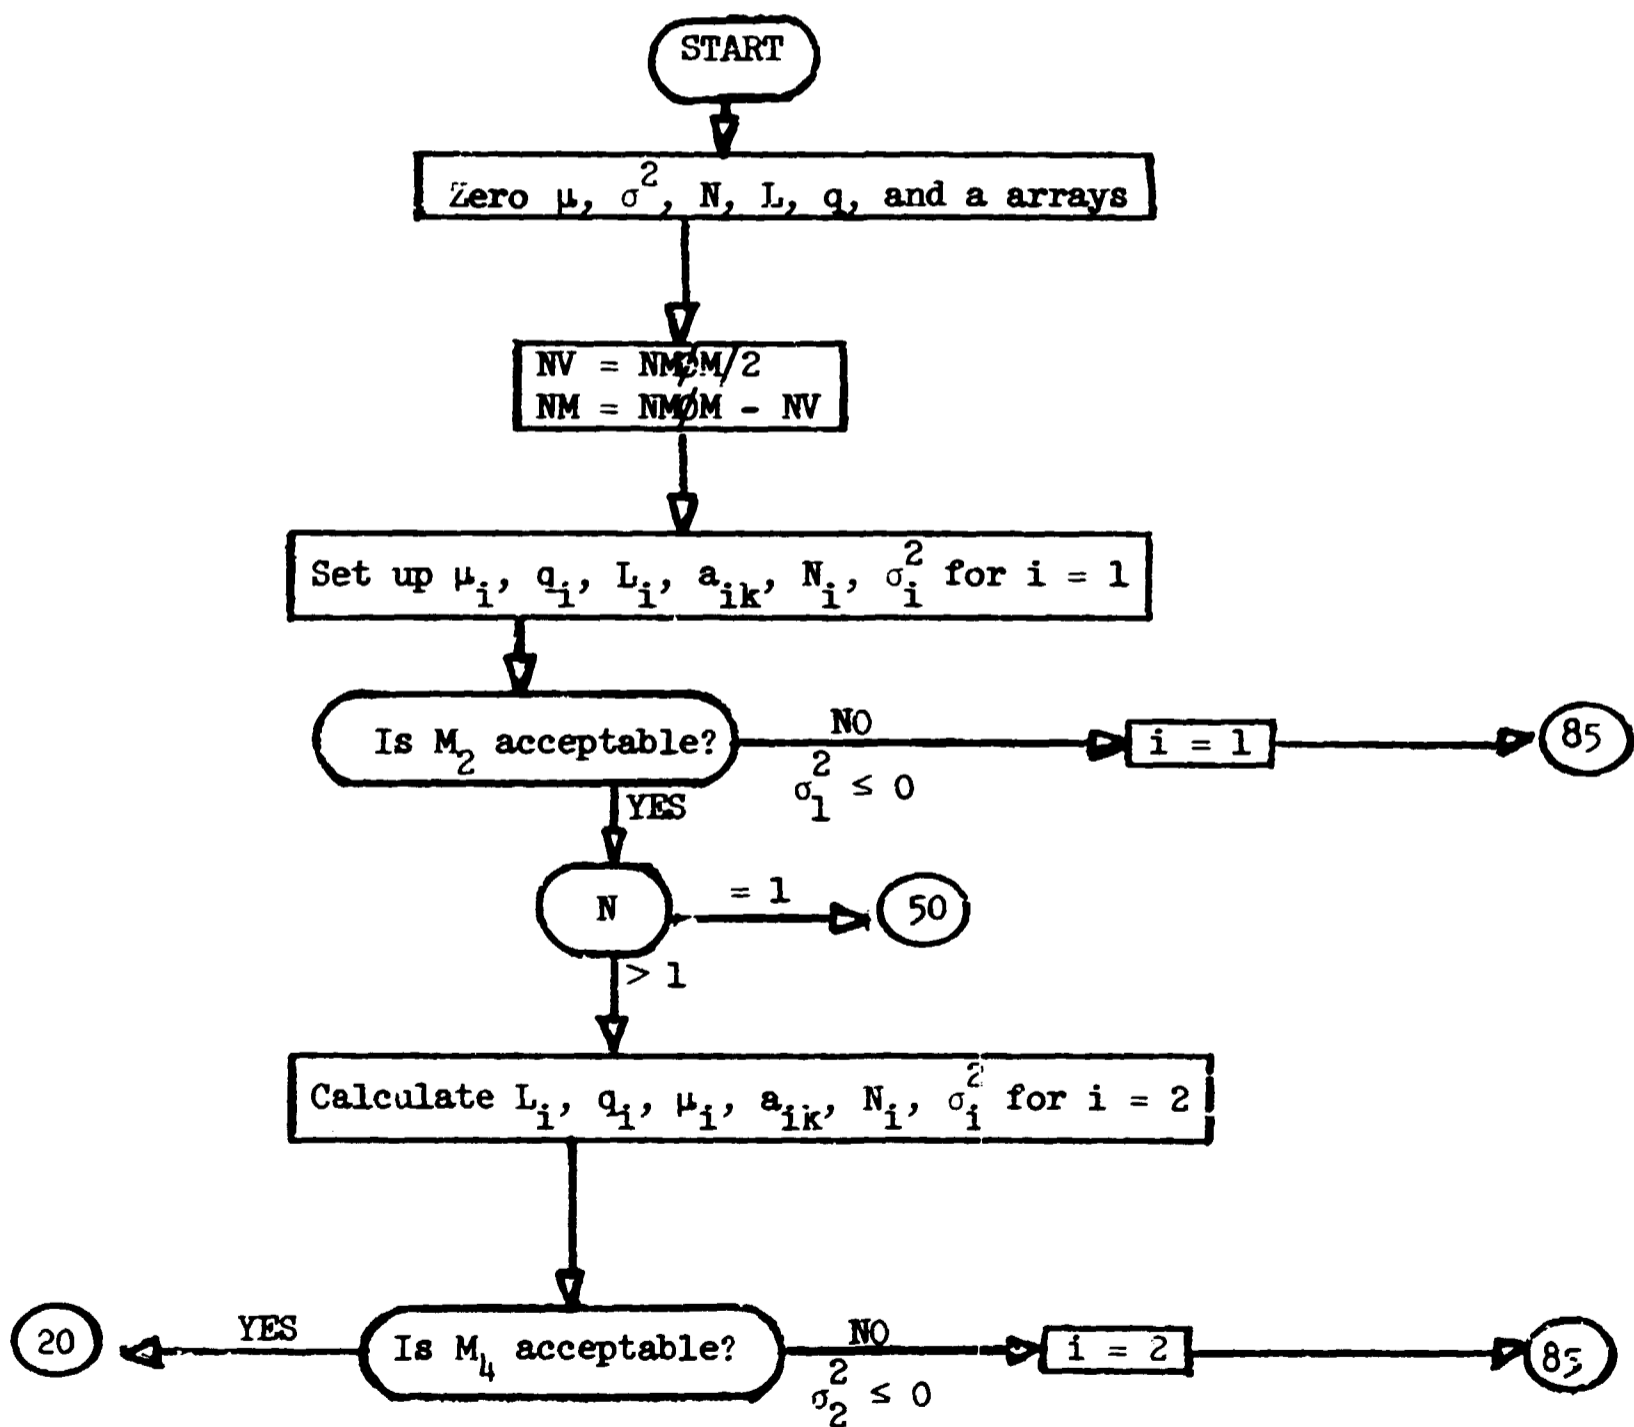 START
Zero μ, σ², N, L, q, and a arrays
NV = NMØM/2
NM = NMØM - NV
Set up μᵢ, qᵢ, Lᵢ, aᵢₖ, Nᵢ, σᵢ² for i = 1
Is M₂ acceptable?
NO
σ₁² ≤ 0
i = 1
85
YES
N
= 1
50
> 1
Calculate Lᵢ, qᵢ, μᵢ, aᵢₖ, Nᵢ, σᵢ² for i = 2
20
YES
Is M₄ acceptable?
NO
σ₂² ≤ 0
i = 2
85